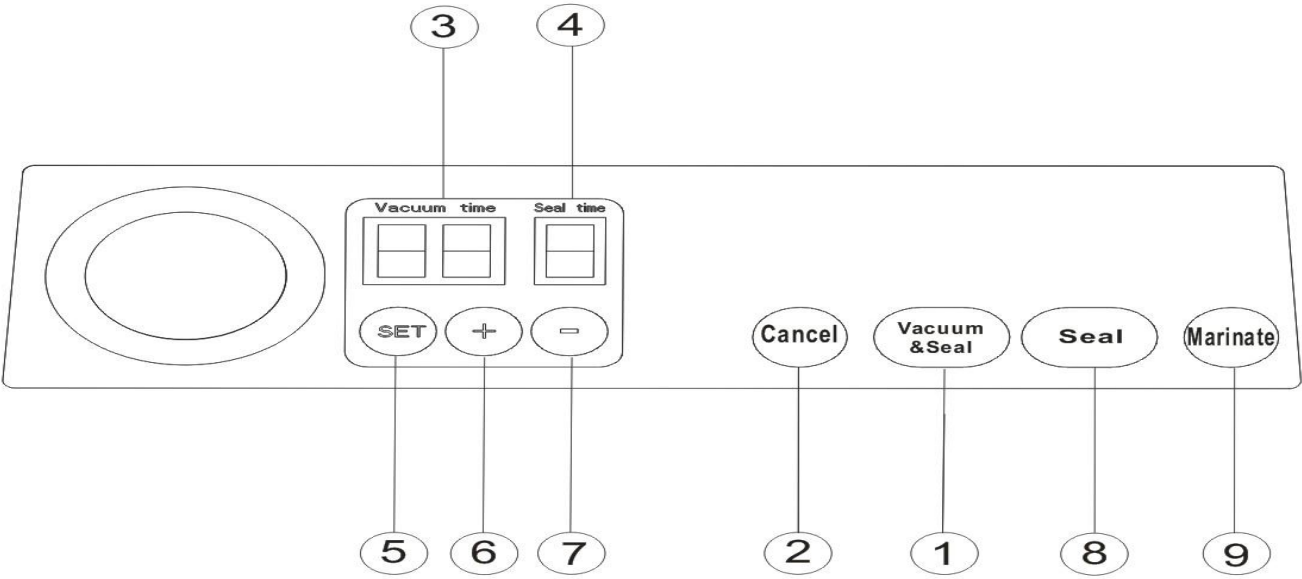 3 4
Vacuum time Seal time
SET + -
Cancel Vacuum &Seal Seal Marinate
5 6 7 2 1 8 9